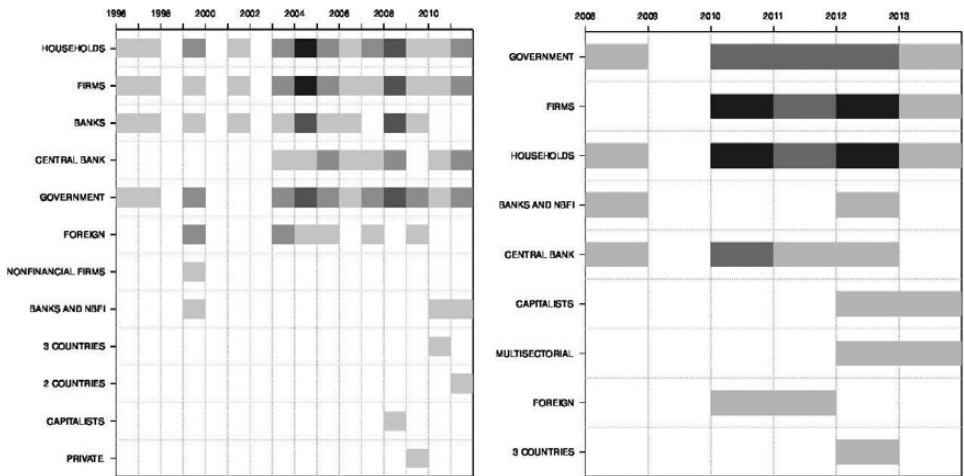 1996 1998 2000 2002 2004 2006 2008 2010
HOUSEHOLDS
FIRMS
BANKS
CENTRAL BANK
GOVERNMENT
FOREIGN
NONFINANCIAL FIRMS
BANKS AND NBFI
3 COUNTRIES
2 COUNTRIES
CAPITALISTS
PRIVATE
2008 2009 2010 2011 2012 2013
GOVERNMENT
FIRMS
HOUSEHOLDS
BANKS AND NBFI
CENTRAL BANK
CAPITALISTS
MULTISECTORIAL
FOREIGN
3 COUNTRIES